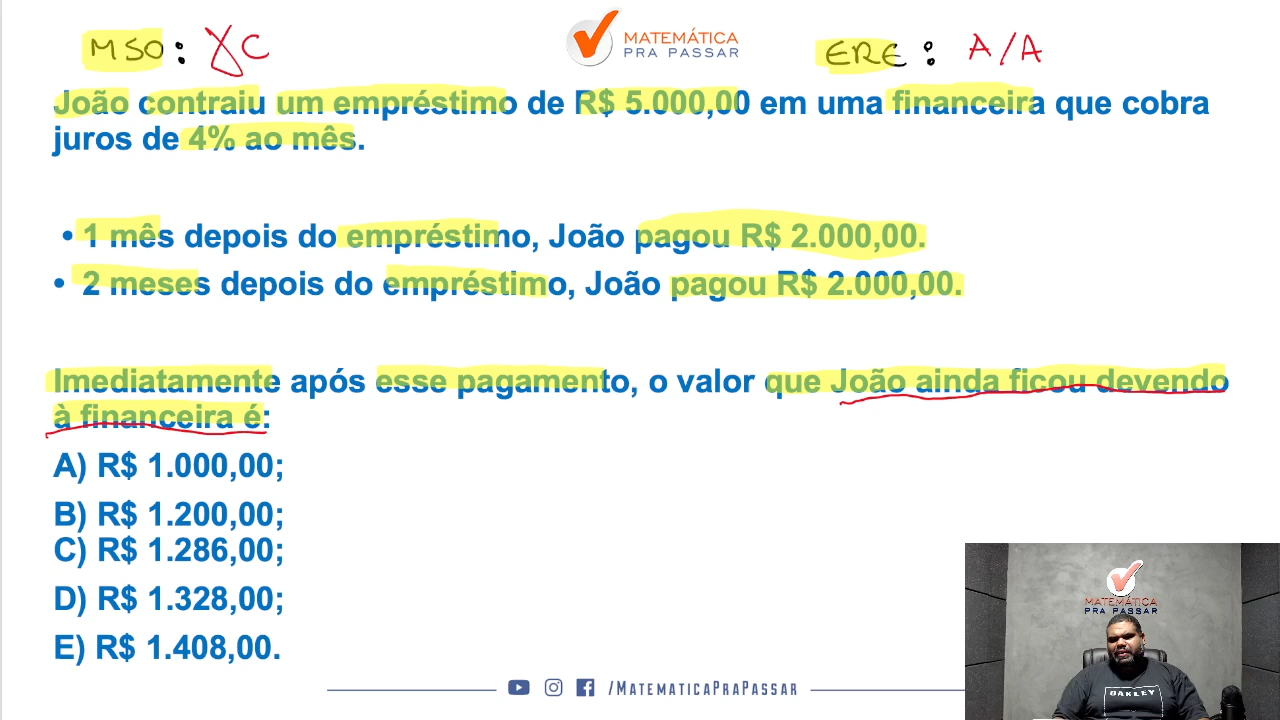 MSO : JC
MATEMÁTICA
PRA PASSAR
ERE : A/A
João contraiu um empréstimo de R$ 5.000,00 em uma financeira que cobra
juros de 4% ao mês.
• 1 mês depois do empréstimo, João pagou R$ 2.000,00.
• 2 meses depois do empréstimo, João pagou R$ 2.000,00.
Imediatamente após esse pagamento, o valor que João ainda ficou devendo
à financeira é:
A) R$ 1.000,00;
B) R$ 1.200,00;
C) R$ 1.286,00;
D) R$ 1.328,00;
E) R$ 1.408,00.
MATEMÁTICA
PRA PASSAR
OAKLEY
/MATEMATICAPRAPASSAR